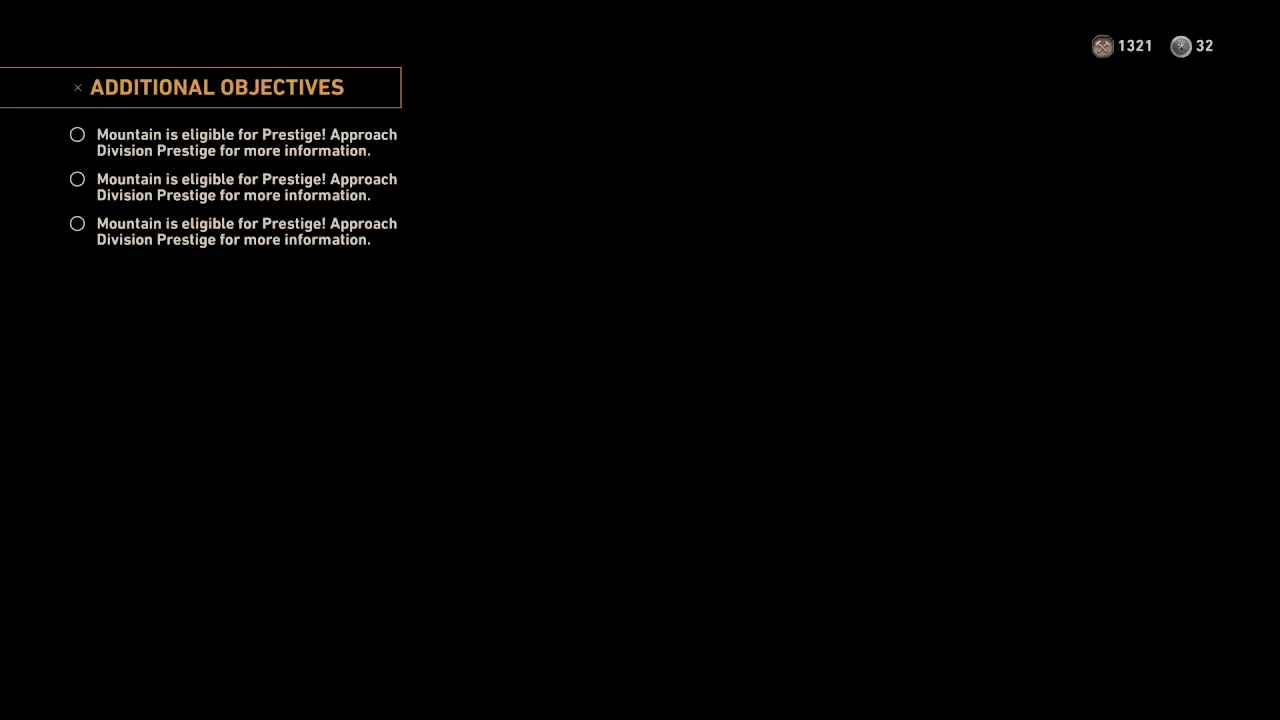 1321 32
× ADDITIONAL OBJECTIVES
Mountain is eligible for Prestige! Approach
Division Prestige for more information.
Mountain is eligible for Prestige! Approach
Division Prestige for more information.
Mountain is eligible for Prestige! Approach
Division Prestige for more information.